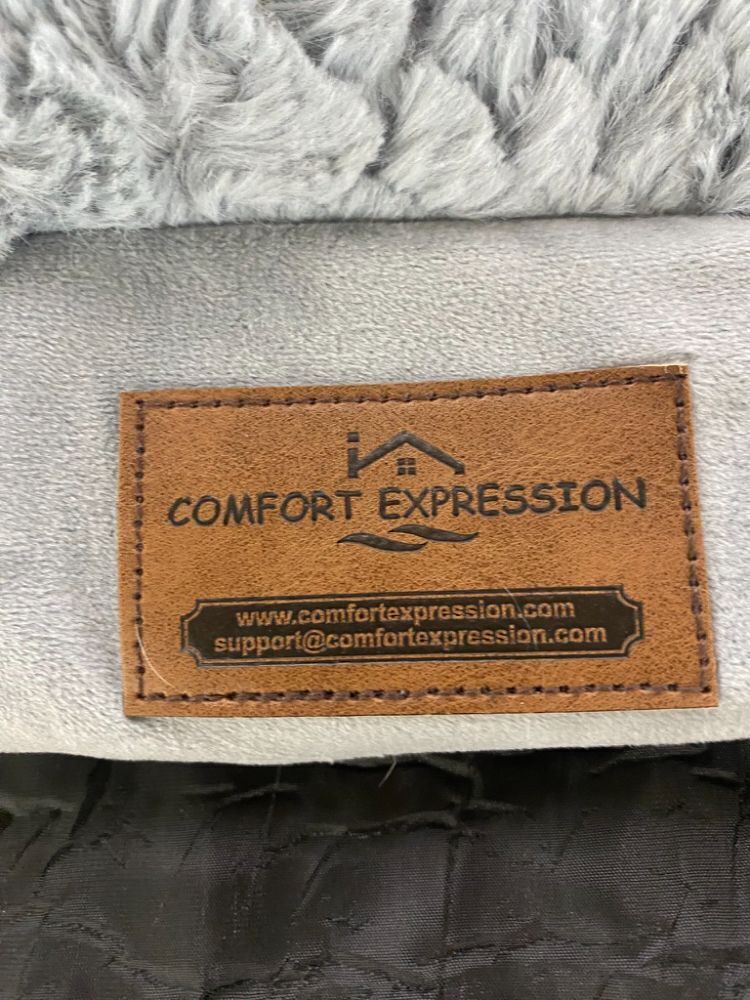 COMFORT EXPRESSION
www.comfortexpression.com
support@comfortexpression.com